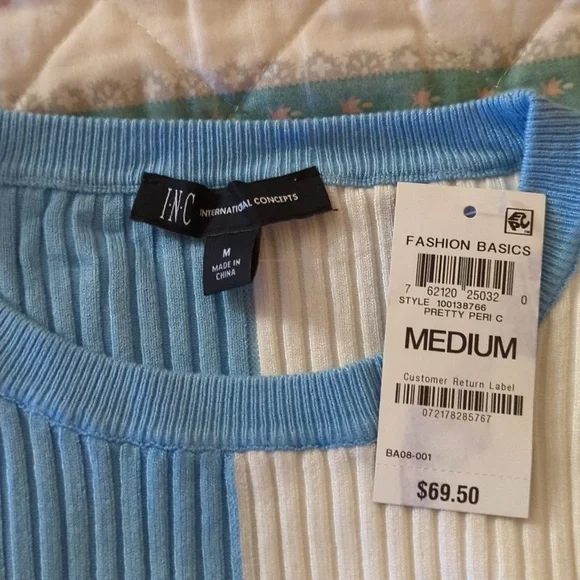 I·N·C INTERNATIONAL CONCEPTS
M
MADE IN
CHINA
FASHION BASICS
7 62120 25032 0
STYLE 100138766
PRETTY PERI C
MEDIUM
Customer Return Label
072178285767
BA08-001
$69.50